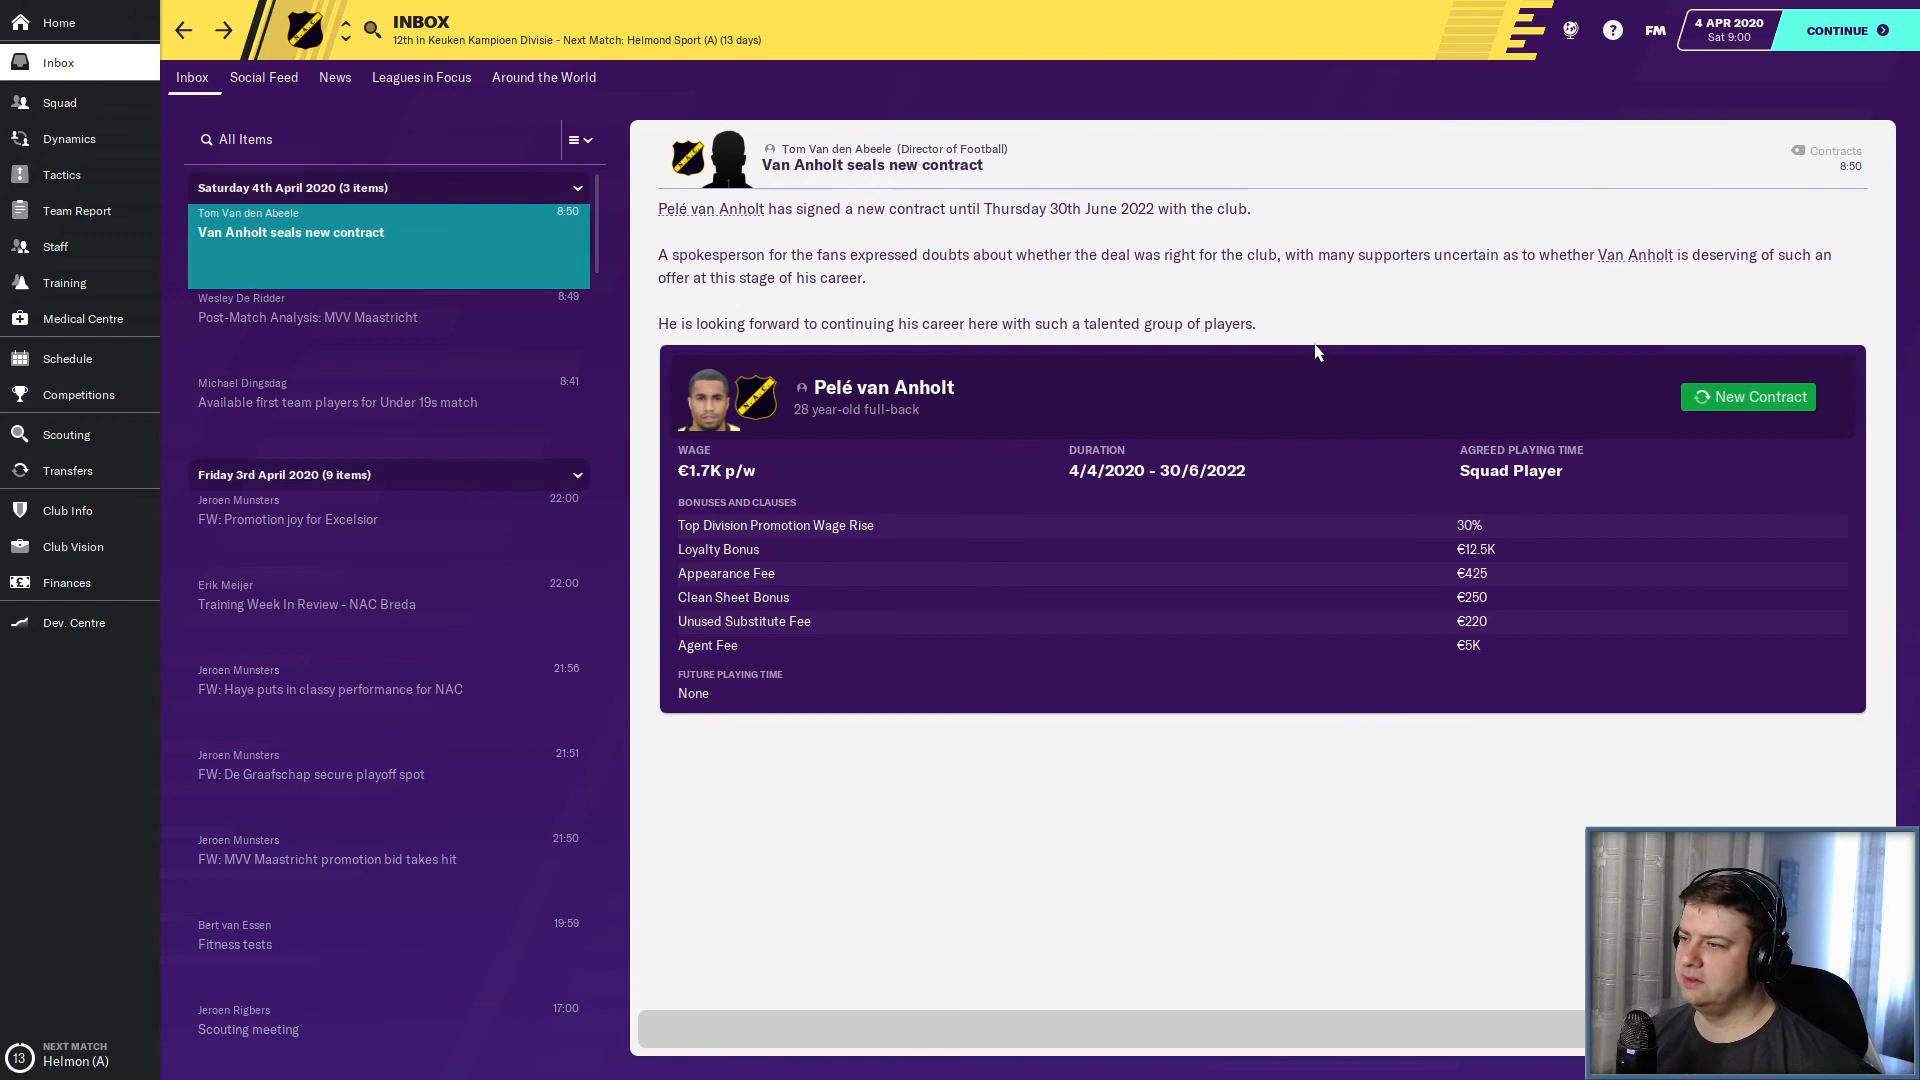 Home
Inbox
Squad
Dynamics
Tactics
Team Report
Staff
Training
Medical Centre
Schedule
Competitions
Scouting
Transfers
Club Info
Club Vision
Finances
Dev. Centre
13
NEXT MATCH
Helmon (A)
INBOX
12th in Keuken Kampioen Divisie - Next Match: Helmond Sport (A) (13 days)
FM
4 APR 2020
Sat 9:00
CONTINUE
Inbox
Social Feed
News
Leagues in Focus
Around the World
All Items
Saturday 4th April 2020 (3 items)
Tom Van den Abeele 8:50
Van Anholt seals new contract
Wesley De Ridder 8:49
Post-Match Analysis: MVV Maastricht
Michael Dingsdag 8:41
Available first team players for Under 19s match
Friday 3rd April 2020 (9 items)
Jeroen Munsters 22:00
FW: Promotion joy for Excelsior
Erik Meijer 22:00
Training Week In Review - NAC Breda
Jeroen Munsters 21:56
FW: Haye puts in classy performance for NAC
Jeroen Munsters 21:51
FW: De Graafschap secure playoff spot
Jeroen Munsters 21:50
FW: MVV Maastricht promotion bid takes hit
Bert van Essen 19:59
Fitness tests
Jeroen Rigbers 17:00
Scouting meeting
Tom Van den Abeele (Director of Football)
Van Anholt seals new contract
Contracts
8:50
Pelé van Anholt has signed a new contract until Thursday 30th June 2022 with the club.
A spokesperson for the fans expressed doubts about whether the deal was right for the club, with many supporters uncertain as to whether Van Anholt is deserving of such an
offer at this stage of his career.
He is looking forward to continuing his career here with such a talented group of players.
Pelé van Anholt
28 year-old full-back
New Contract
WAGE
€1.7K p/w
DURATION
4/4/2020 - 30/6/2022
AGREED PLAYING TIME
Squad Player
BONUSES AND CLAUSES
Top Division Promotion Wage Rise 30%
Loyalty Bonus €12.5K
Appearance Fee €425
Clean Sheet Bonus €250
Unused Substitute Fee €220
Agent Fee €5K
FUTURE PLAYING TIME
None